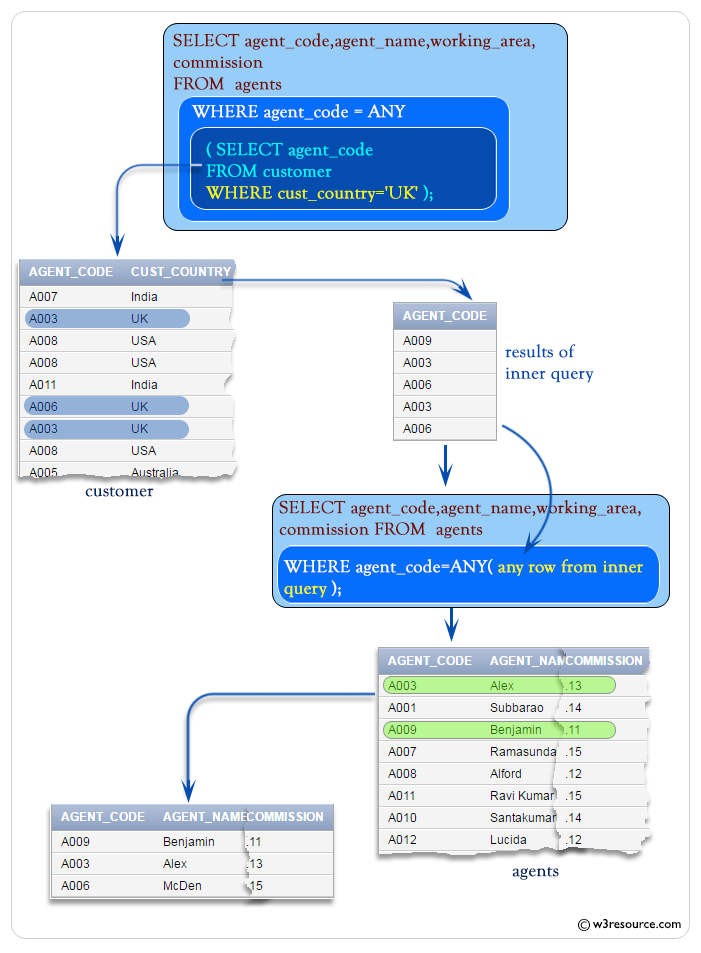 SELECT agent_code,agent_name,working_area,
commission
FROM agents
WHERE agent_code = ANY
( SELECT agent_code
FROM customer
WHERE cust_country='UK' );
AGENT_CODE CUST_COUNTRY
A007 India
A003 UK
A008 USA
A008 USA
A011 India
A006 UK
A003 UK
A008 USA
A005 Australia
customer
AGENT_CODE
A009
A003
A006
A003
A006
results of
inner query
SELECT agent_code,agent_name,working_area,
commission FROM agents
WHERE agent_code=ANY( any row from inner
query );
AGENT_CODE AGENT_NAM COMMISSION
A003 Alex .13
A001 Subbarao .14
A009 Benjamin .11
A007 Ramasunda .15
A008 Alford .12
A011 Ravi Kumar .15
A010 Santakumar .14
A012 Lucida .12
agents
AGENT_CODE AGENT_NAME COMMISSION
A009 Benjamin .11
A003 Alex .13
A006 McDen .15
© w3resource.com